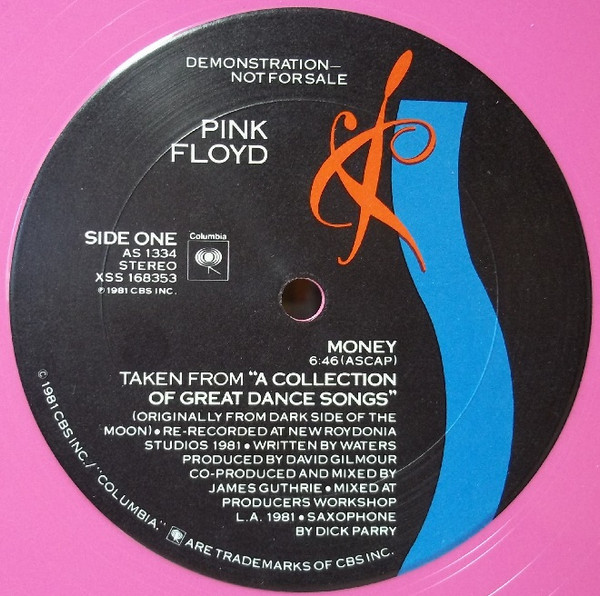 DEMONSTRATION—
NOT FOR SALE
PINK
FLOYD
SIDE ONE
AS 1334
STEREO
XSS 168353
℗ 1981 CBS INC.
Columbia
MONEY
6:46 (ASCAP)
TAKEN FROM "A COLLECTION
OF GREAT DANCE SONGS"
(ORIGINALLY FROM DARK SIDE OF THE
MOON) • RE-RECORDED AT NEW ROYDONIA
STUDIOS 1981 • WRITTEN BY WATERS
PRODUCED BY DAVID GILMOUR
CO-PRODUCED AND MIXED BY
JAMES GUTHRIE • MIXED AT
PRODUCERS WORKSHOP
L.A. 1981 • SAXOPHONE
BY DICK PARRY
© 1981 CBS INC./ "COLUMBIA," ARE TRADEMARKS OF CBS INC.